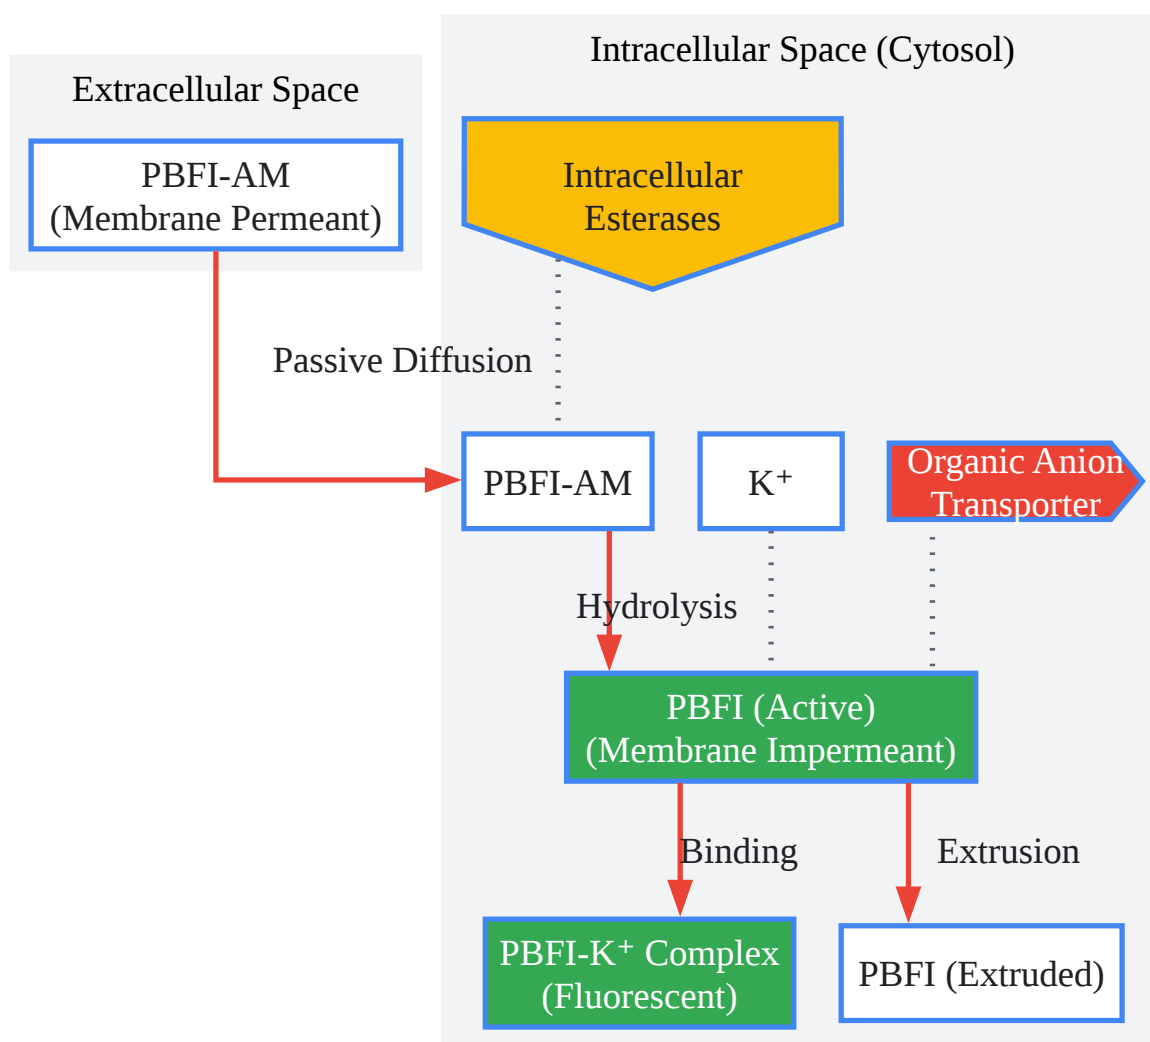 Intracellular Space (Cytosol)
Extracellular Space
PBFI-AM
(Membrane Permeant)
Intracellular
Esterases
Passive Diffusion
PBFI-AM
K⁺
Organic Anion
Transporter
Hydrolysis
PBFI (Active)
(Membrane Impermeant)
Binding
Extrusion
PBFI-K⁺ Complex
(Fluorescent)
PBFI (Extruded)